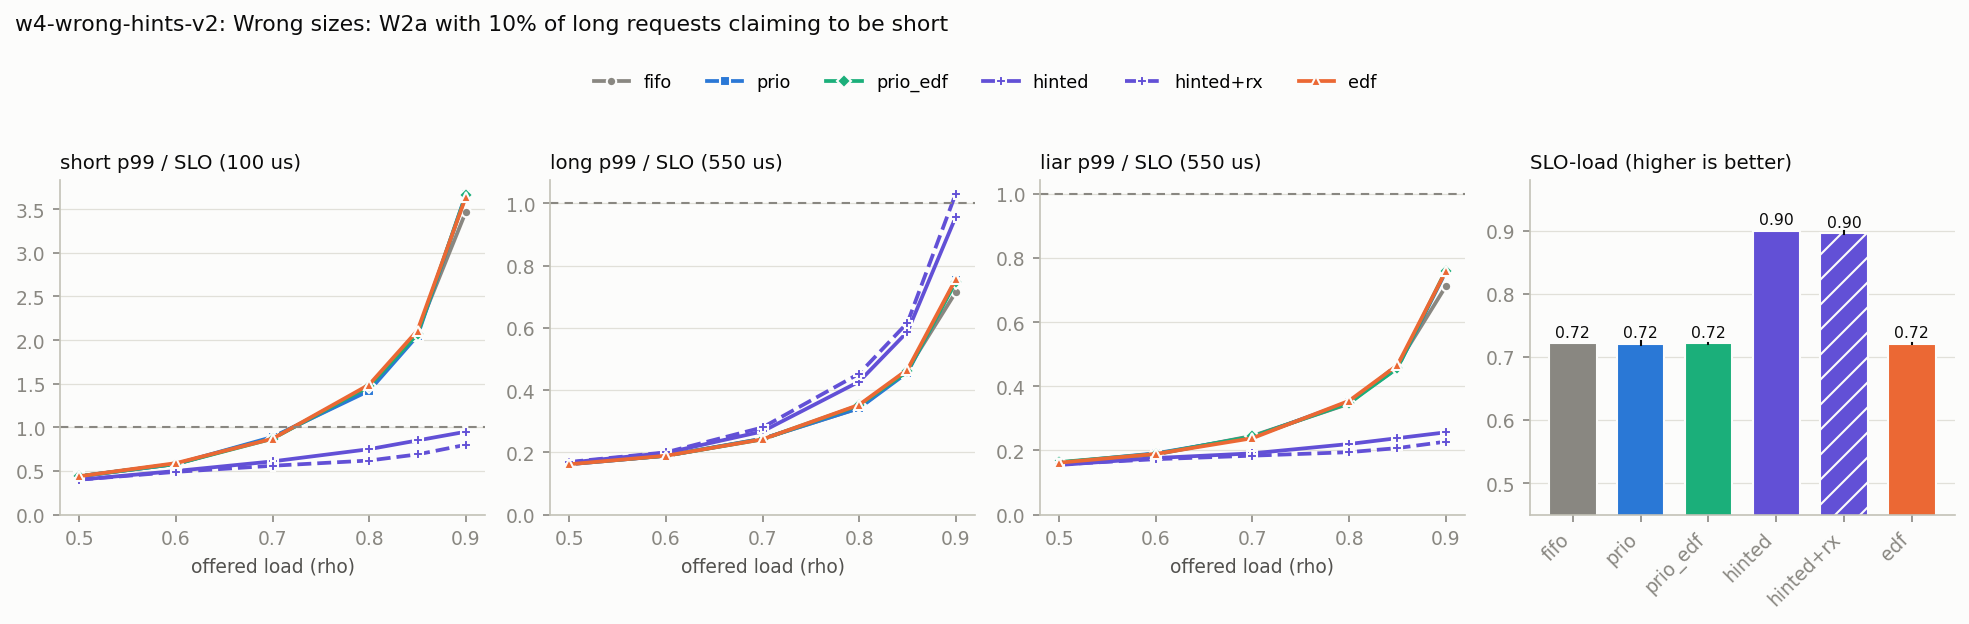 w4-wrong-hints-v2: Wrong sizes: W2a with 10% of long requests claiming to be short
fifo prio prio_edf hinted hinted+rx edf
short p99 / SLO (100 us)
3.5
3.0
2.5
2.0
1.5
1.0
0.5
0.0
0.5 0.6 0.7 0.8 0.9
offered load (rho)
long p99 / SLO (550 us)
1.0
0.8
0.6
0.4
0.2
0.0
0.5 0.6 0.7 0.8 0.9
offered load (rho)
liar p99 / SLO (550 us)
1.0
0.8
0.6
0.4
0.2
0.0
0.5 0.6 0.7 0.8 0.9
offered load (rho)
SLO-load (higher is better)
0.9
0.8
0.7
0.6
0.5
0.72 0.72 0.72 0.90 0.90 0.72
fifo prio prio_edf hinted hinted+rx edf